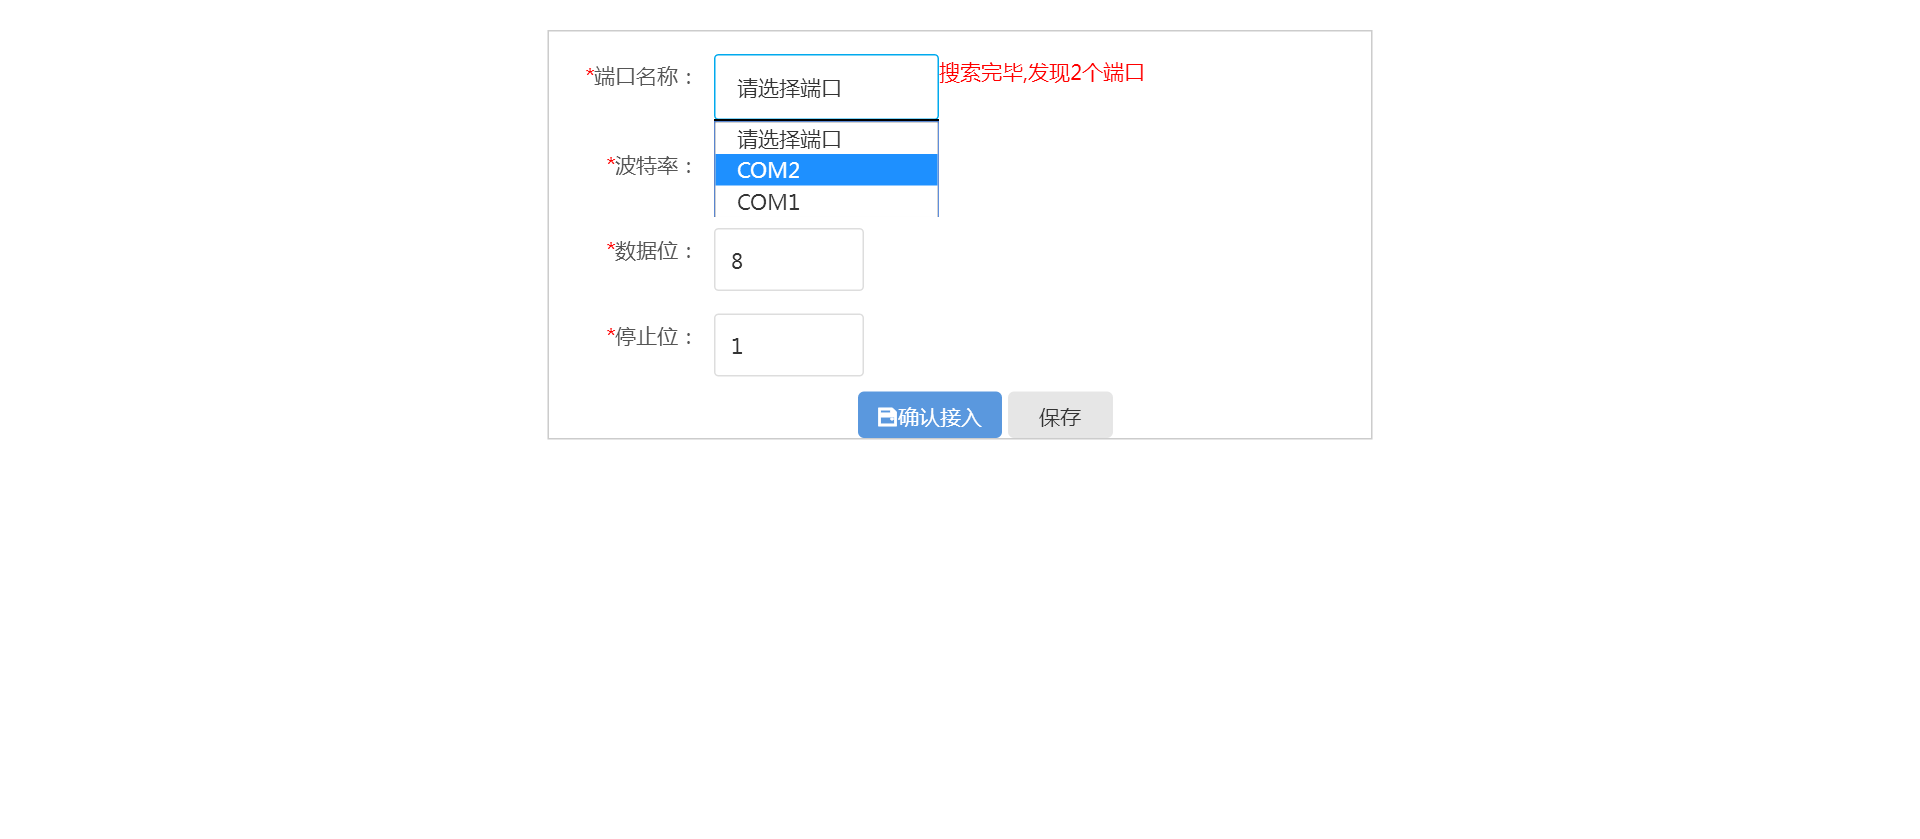 *端口名称：
请选择端口
搜索完毕,发现2个端口
请选择端口
COM2
COM1
*波特率：
*数据位：
8
*停止位：
1
确认接入
保存